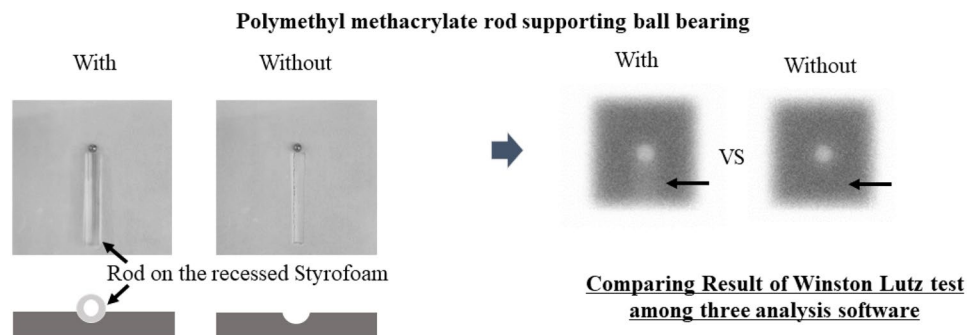 Polymethyl methacrylate rod supporting ball bearing
With
Without
With
Without
VS
Rod on the recessed Styrofoam
Comparing Result of Winston Lutz test
among three analysis software